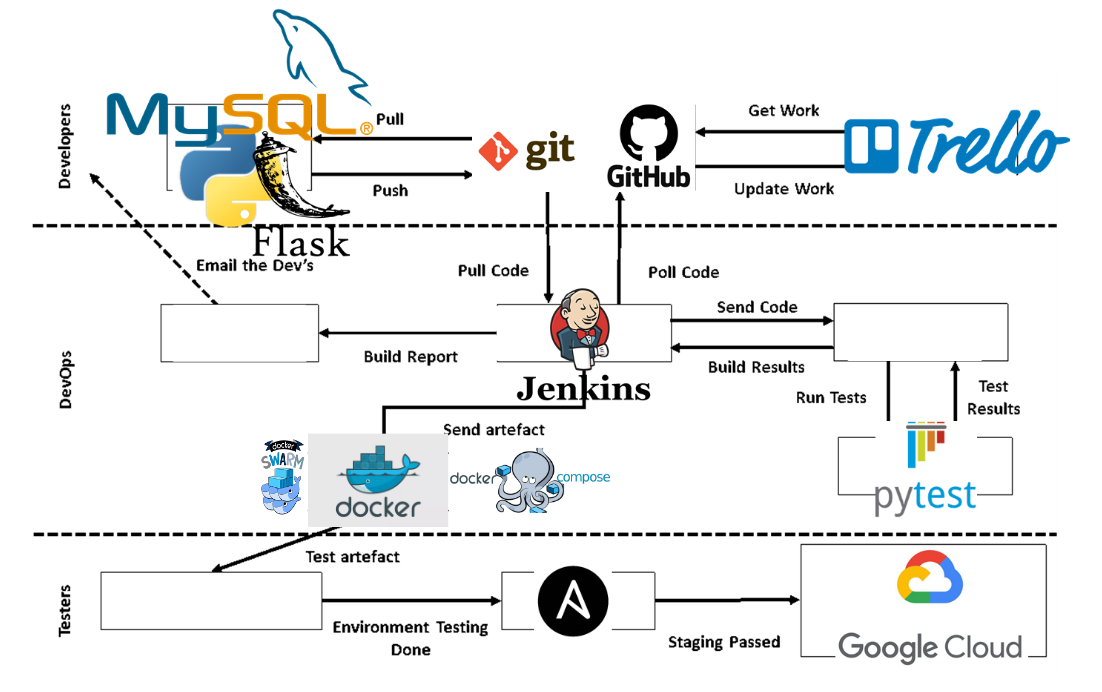 Developers
MySQL®
Pull
Push
Flask
git
GitHub
Get Work
Update Work
Trello
DevOps
Email the Dev's
Pull Code
Poll Code
Send Code
Build Report
Build Results
Jenkins
Run Tests
Test
Results
Send artefact
docker
SWARM
docker
docker
compose
pytest
Testers
Test artefact
Environment Testing
Done
Staging Passed
Google Cloud